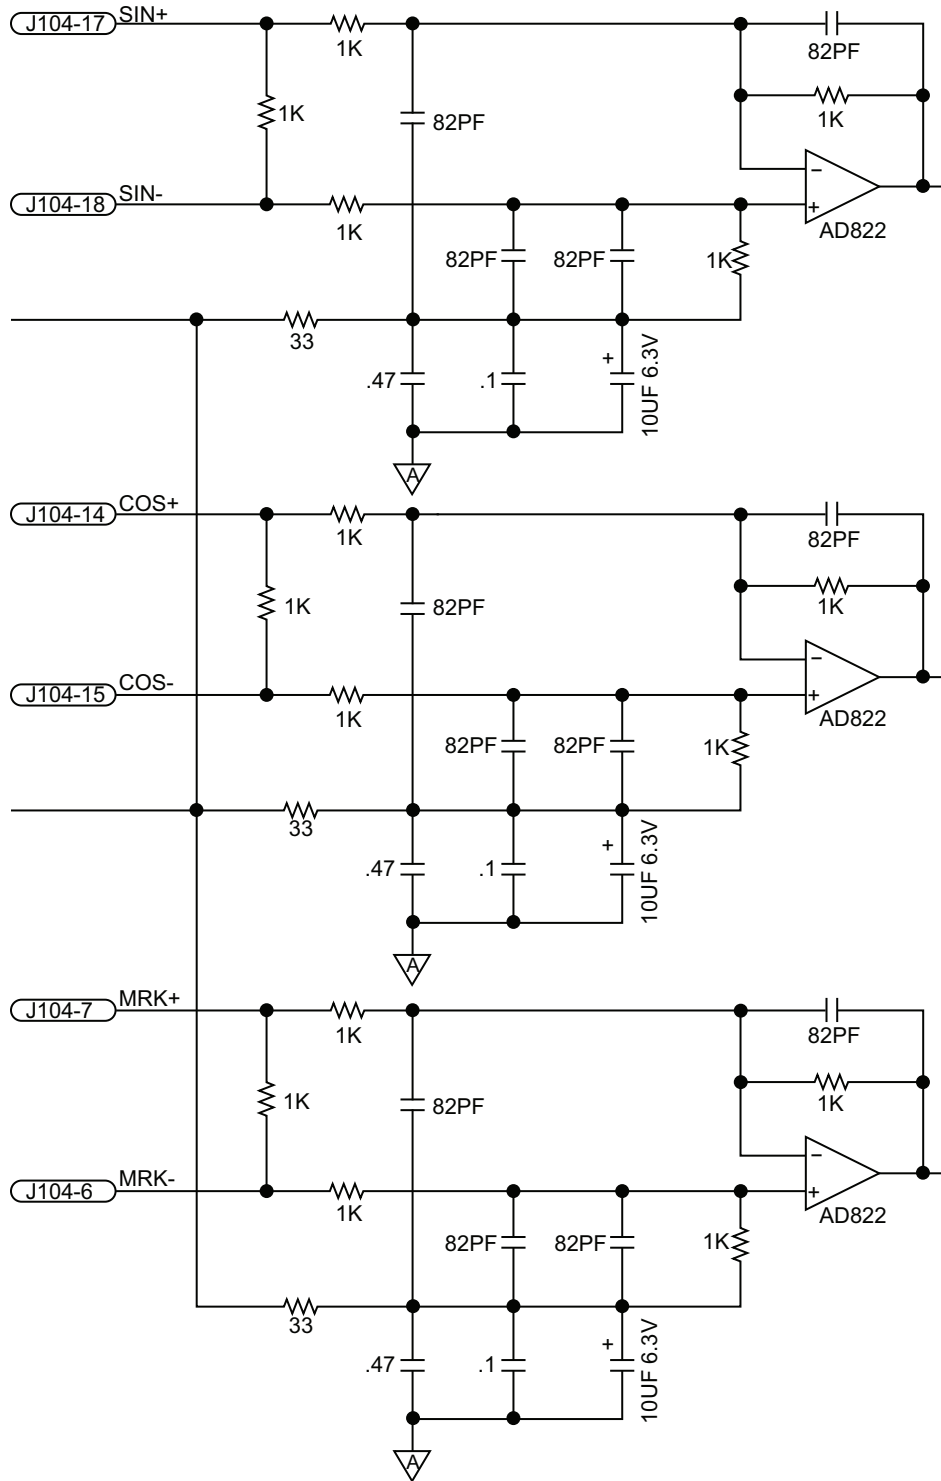 J104-17 SIN+
1K
82PF
1K
82PF
1K
J104-18 SIN-
1K
-
+
AD822
82PF
82PF
1K
33
.47
.1
+
10UF 6.3V
A
J104-14 COS+
1K
82PF
1K
82PF
1K
J104-15 COS-
1K
-
+
AD822
82PF
82PF
1K
33
.47
.1
+
10UF 6.3V
A
J104-7 MRK+
1K
82PF
1K
82PF
1K
J104-6 MRK-
1K
-
+
AD822
82PF
82PF
1K
33
.47
.1
+
10UF 6.3V
A